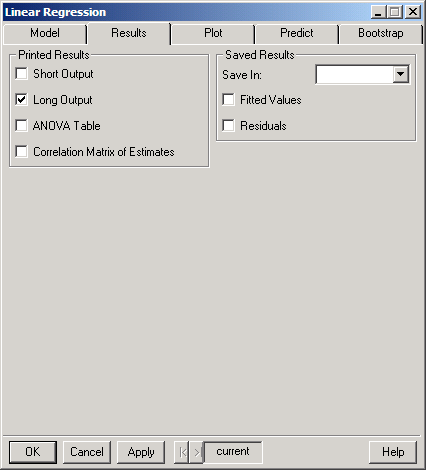 Linear Regression
Model Results Plot Predict Bootstrap
Printed Results
Short Output
Long Output
ANOVA Table
Correlation Matrix of Estimates
Saved Results
Save In:
Fitted Values
Residuals
OK Cancel Apply current Help